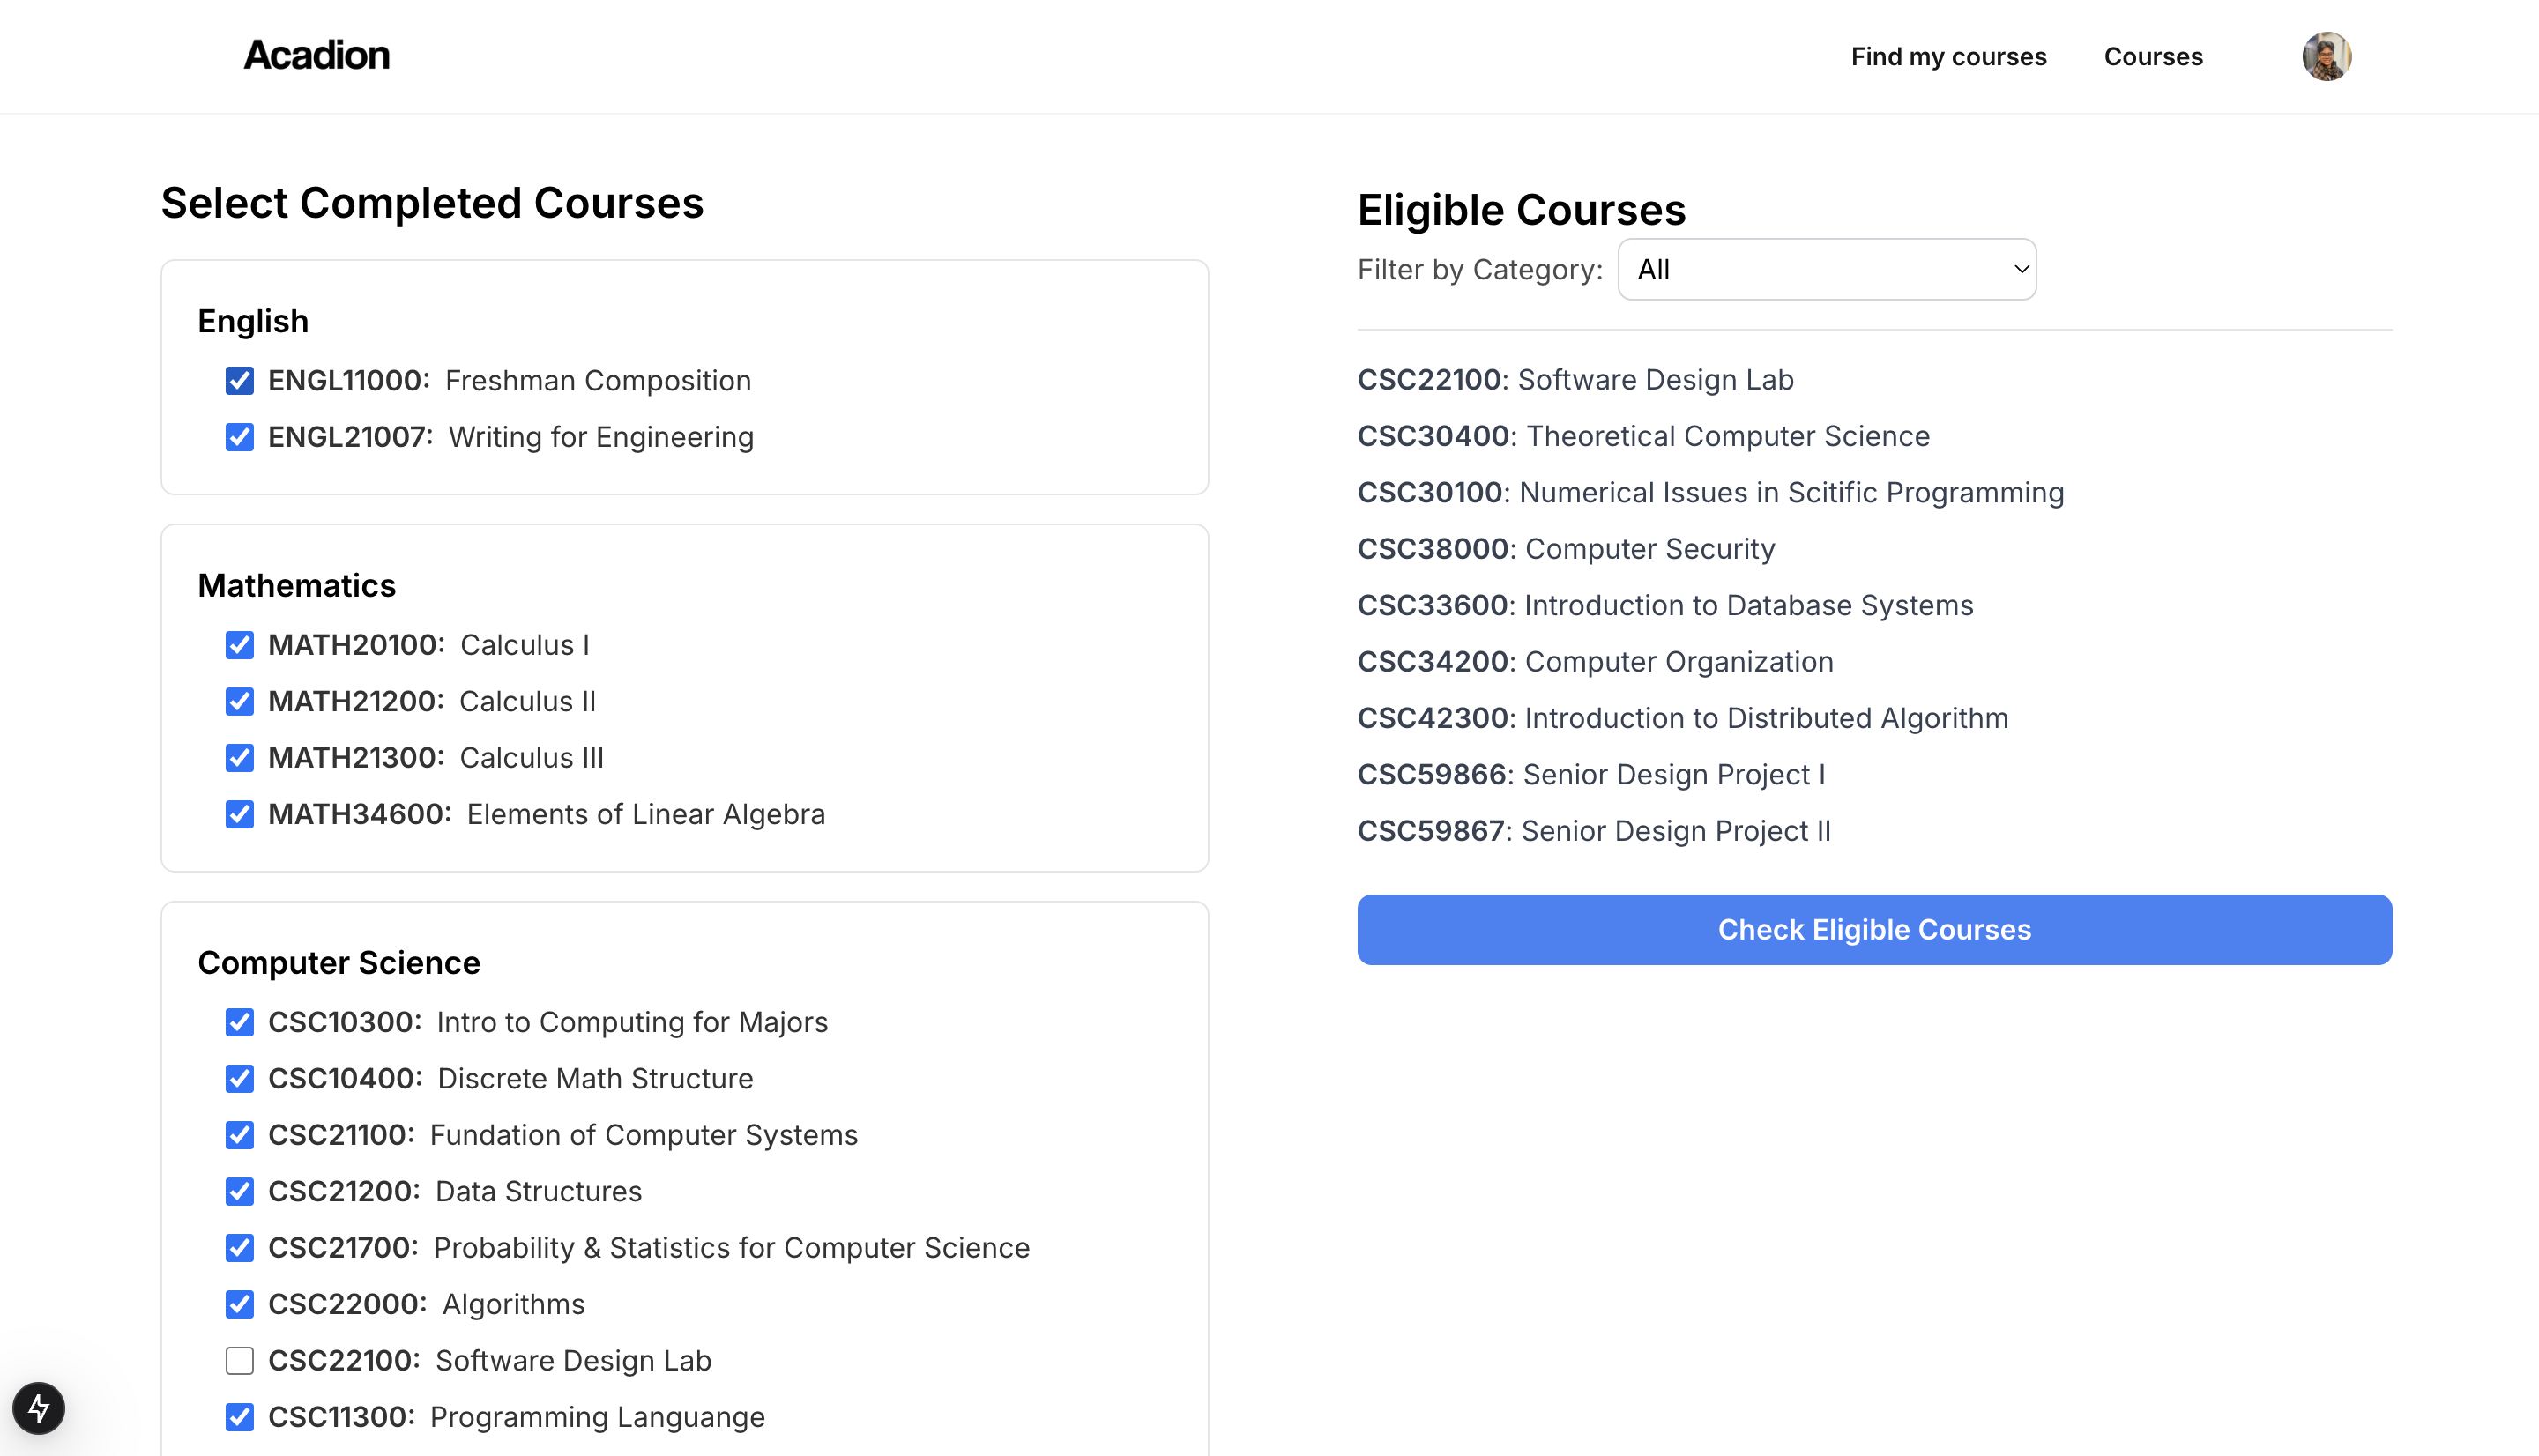 Acadion
Find my courses
Courses
Select Completed Courses
English
ENGL11000: Freshman Composition
ENGL21007: Writing for Engineering
Mathematics
MATH20100: Calculus I
MATH21200: Calculus II
MATH21300: Calculus III
MATH34600: Elements of Linear Algebra
Computer Science
CSC10300: Intro to Computing for Majors
CSC10400: Discrete Math Structure
CSC21100: Fundation of Computer Systems
CSC21200: Data Structures
CSC21700: Probability & Statistics for Computer Science
CSC22000: Algorithms
CSC22100: Software Design Lab
CSC11300: Programming Languange
Eligible Courses
Filter by Category: All
CSC22100: Software Design Lab
CSC30400: Theoretical Computer Science
CSC30100: Numerical Issues in Scitific Programming
CSC38000: Computer Security
CSC33600: Introduction to Database Systems
CSC34200: Computer Organization
CSC42300: Introduction to Distributed Algorithm
CSC59866: Senior Design Project I
CSC59867: Senior Design Project II
Check Eligible Courses